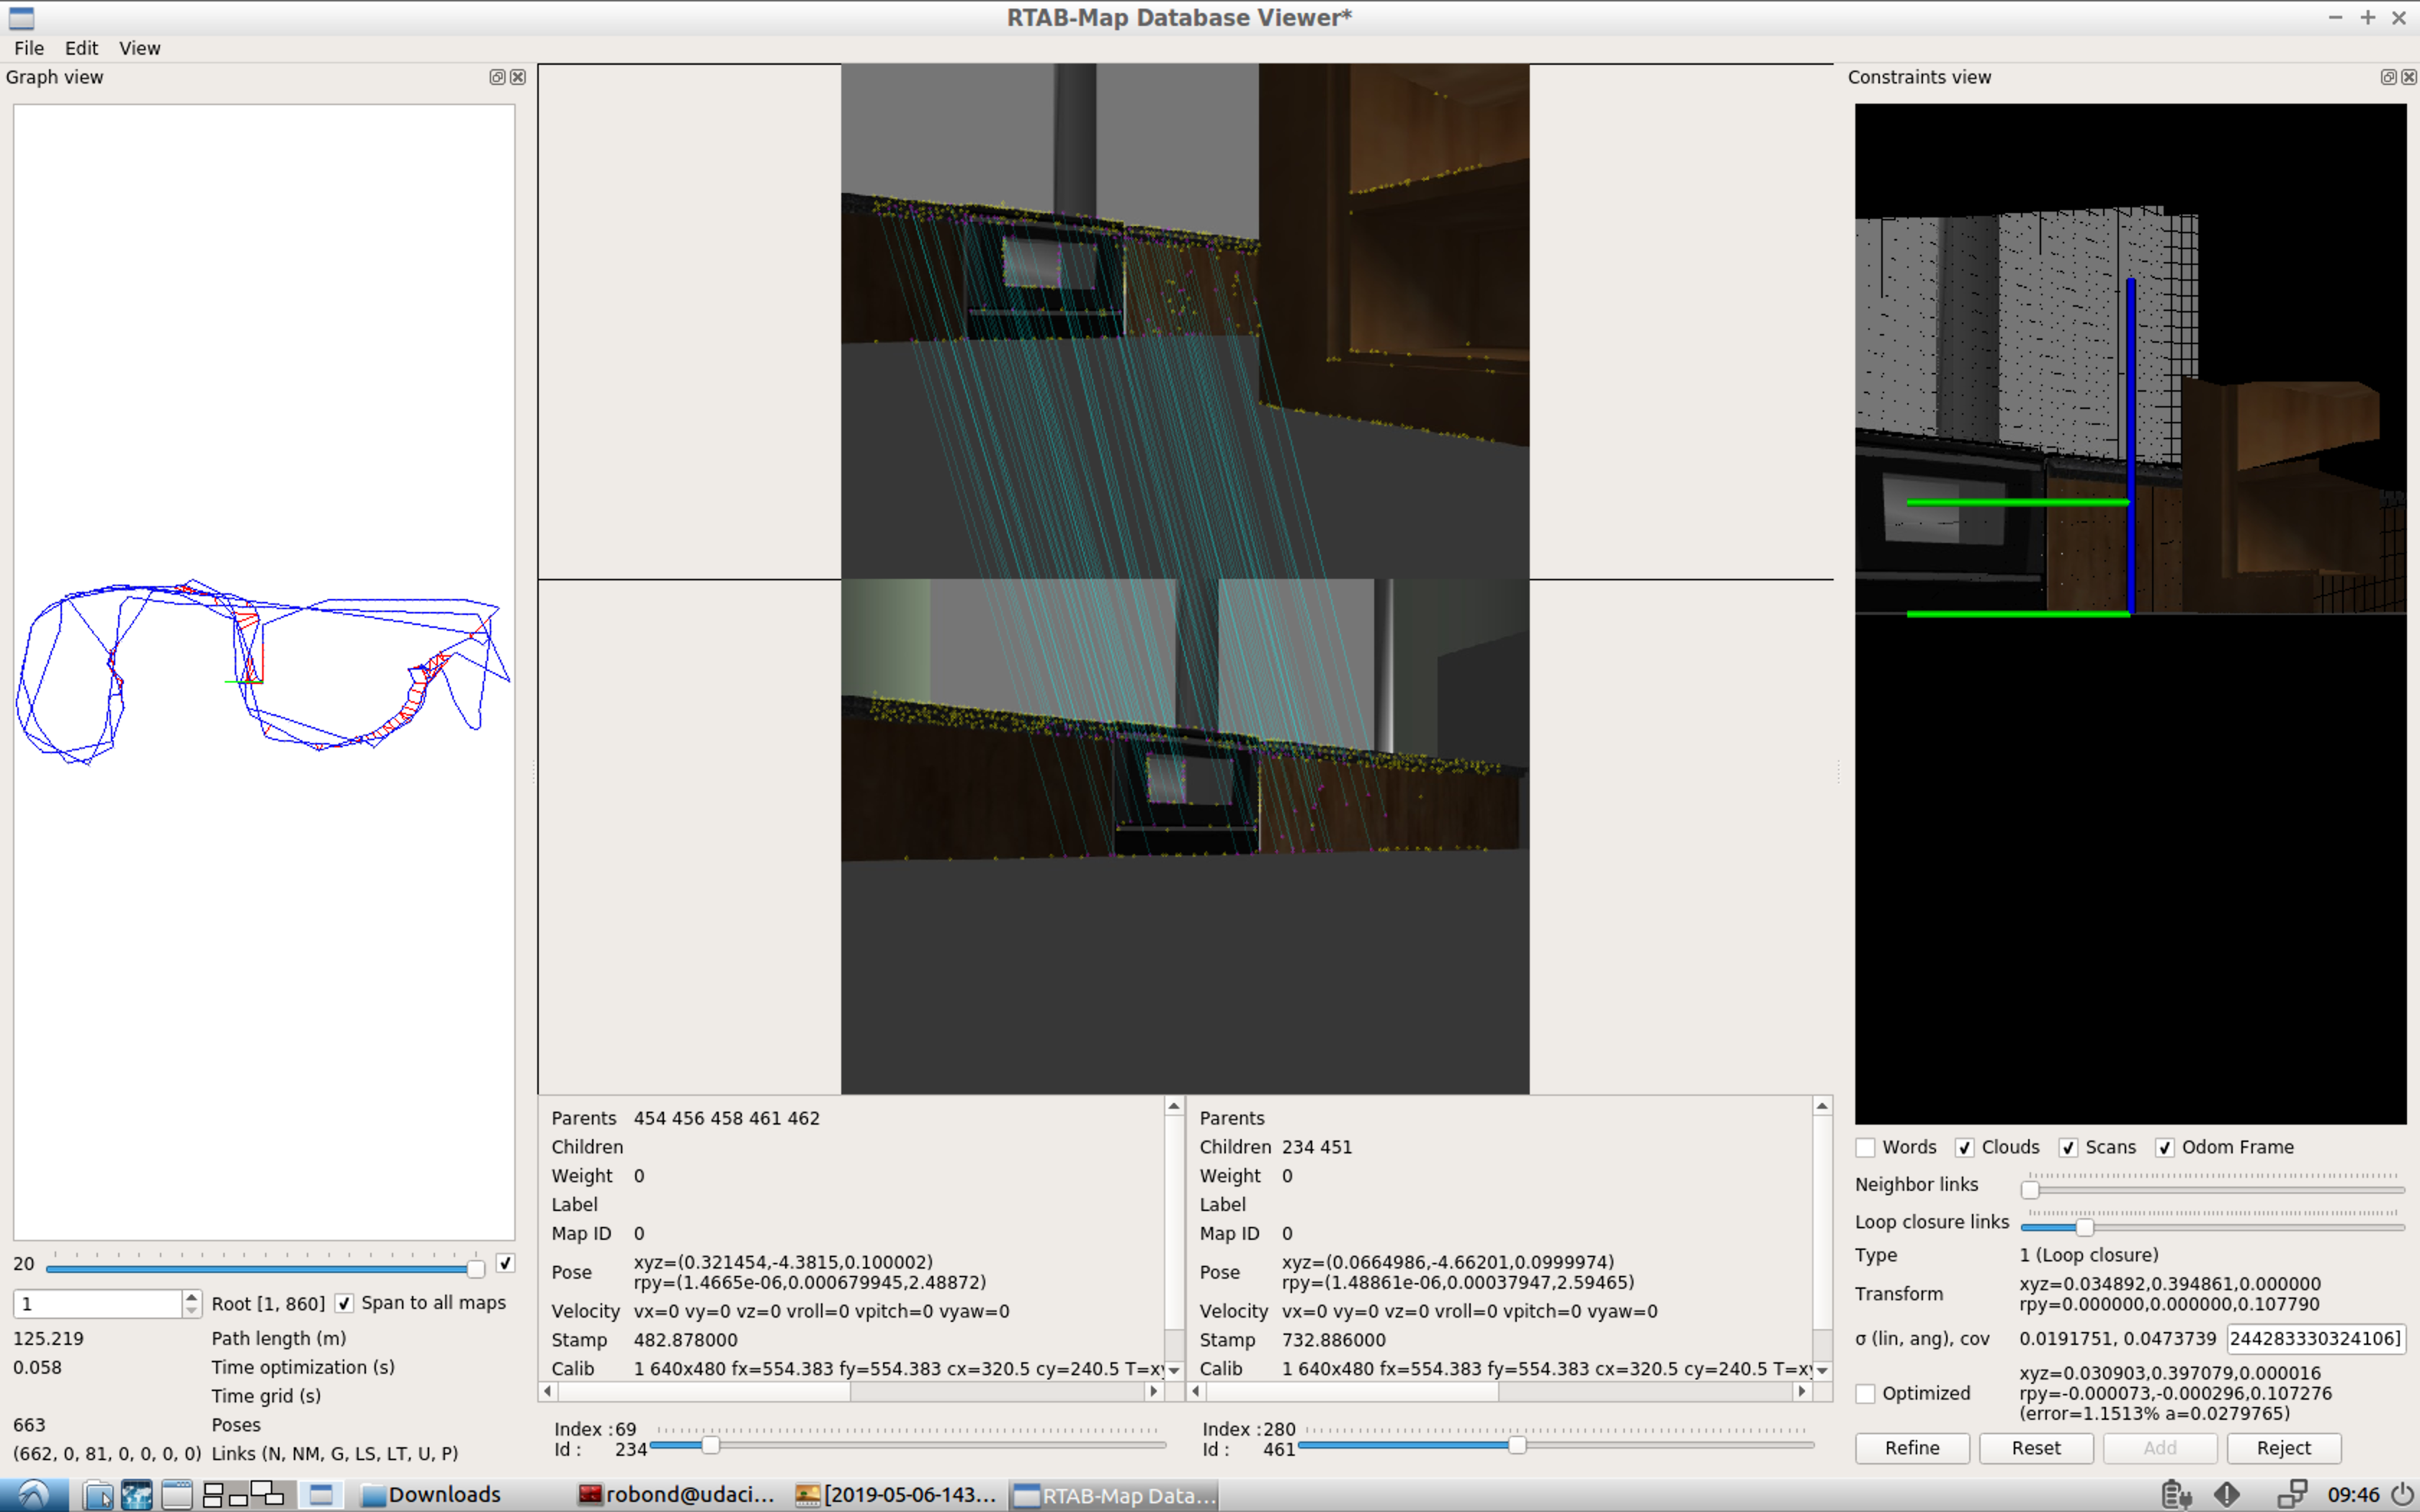 RTAB-Map Database Viewer*
File Edit View
Graph view
20
1 Root [1, 860] Span to all maps
125.219 Path length (m)
0.058 Time optimization (s)
Time grid (s)
663 Poses
(662, 0, 81, 0, 0, 0, 0) Links (N, NM, G, LS, LT, U, P)
Parents 454 456 458 461 462
Children
Weight 0
Label
Map ID 0
Pose xyz=(0.321454,-4.3815,0.100002)
rpy=(1.4665e-06,0.000679945,2.48872)
Velocity vx=0 vy=0 vz=0 vroll=0 vpitch=0 vyaw=0
Stamp 482.878000
Calib 1 640x480 fx=554.383 fy=554.383 cx=320.5 cy=240.5 T=xy
Index :69
Id : 234
Parents
Children 234 451
Weight 0
Label
Map ID 0
Pose xyz=(0.0664986,-4.66201,0.0999974)
rpy=(1.48861e-06,0.00037947,2.59465)
Velocity vx=0 vy=0 vz=0 vroll=0 vpitch=0 vyaw=0
Stamp 732.886000
Calib 1 640x480 fx=554.383 fy=554.383 cx=320.5 cy=240.5 T=xy
Index :280
Id : 461
Constraints view
Words Clouds Scans Odom Frame
Neighbor links
Loop closure links
Type 1 (Loop closure)
Transform xyz=0.034892,0.394861,0.000000
rpy=0.000000,0.000000,0.107790
σ (lin, ang), cov 0.0191751, 0.0473739 244283330324106]
Optimized xyz=0.030903,0.397079,0.000016
rpy=-0.000073,-0.000296,0.107276
(error=1.1513% a=0.0279765)
Refine Reset Add Reject
Downloads robond@udaci... [2019-05-06-143... RTAB-Map Data... 09:46